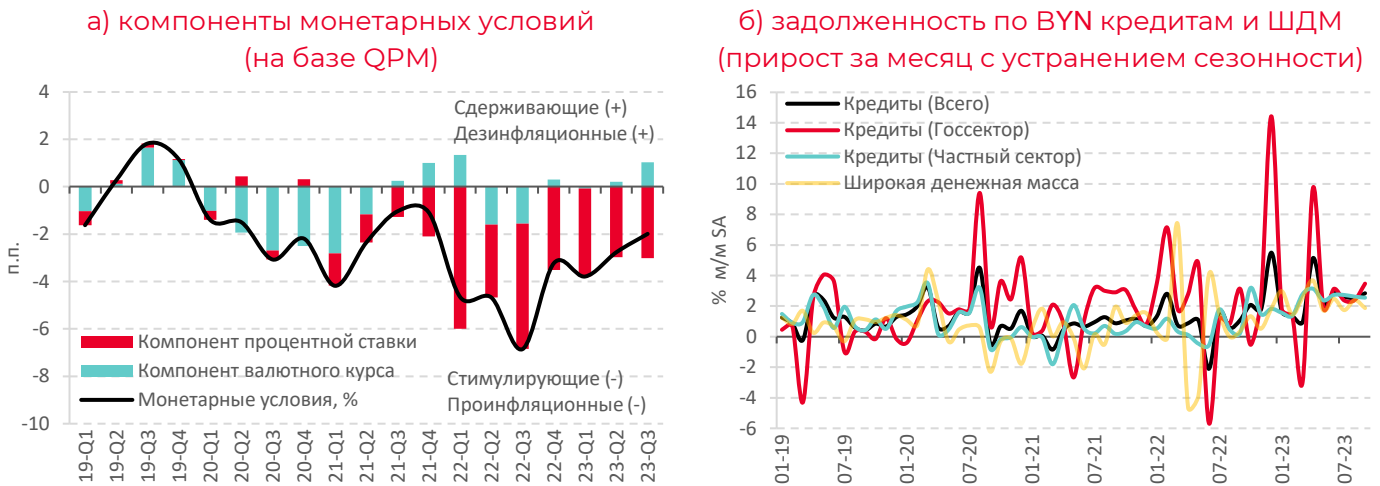 а) компоненты монетарных условий
(на базе QPM)
4
2
0
-2
-4
-6
-8
-10
п.п.
Сдерживающие (+)
Дезинфляционные (+)
Компонент процентной ставки
Компонент валютного курса
Монетарные условия, %
Стимулирующие (-)
Проинфляционные (-)
19-Q1
19-Q2
19-Q3
19-Q4
20-Q1
20-Q2
20-Q3
20-Q4
21-Q1
21-Q2
21-Q3
21-Q4
22-Q1
22-Q2
22-Q3
22-Q4
23-Q1
23-Q2
23-Q3
б) задолженность по BYN кредитам и ШДМ
(прирост за месяц с устранением сезонности)
16
14
12
10
8
6
4
2
0
-2
-4
-6
% м/м SA
Кредиты (Всего)
Кредиты (Госсектор)
Кредиты (Частный сектор)
Широкая денежная масса
01-19
07-19
01-20
07-20
01-21
07-21
01-22
07-22
01-23
07-23